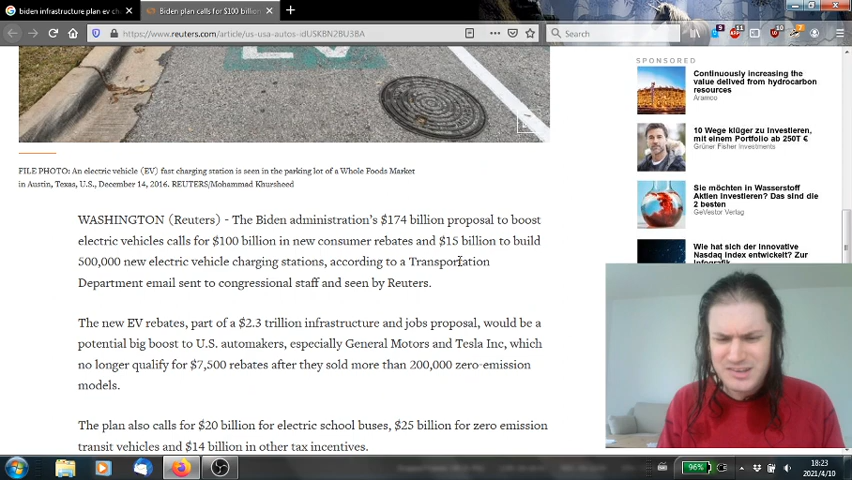 biden infrastructure plan ev ch
Biden plan calls for $100 billion
https://www.reuters.com/article/us-usa-autos-idUSKBN2BU3BA
Search
EV
FILE PHOTO: An electric vehicle (EV) fast charging station is seen in the parking lot of a Whole Foods Market
in Austin, Texas, U.S., December 14, 2016. REUTERS/Mohammad Khursheed
WASHINGTON (Reuters) - The Biden administration's $174 billion proposal to boost
electric vehicles calls for $100 billion in new consumer rebates and $15 billion to build
500,000 new electric vehicle charging stations, according to a Transportation
Department email sent to congressional staff and seen by Reuters.
The new EV rebates, part of a $2.3 trillion infrastructure and jobs proposal, would be a
potential big boost to U.S. automakers, especially General Motors and Tesla Inc, which
no longer qualify for $7,500 rebates after they sold more than 200,000 zero-emission
models.
The plan also calls for $20 billion for electric school buses, $25 billion for zero emission
transit vehicles and $14 billion in other tax incentives.
SPONSORED
Continuously increasing the
value derived from hydrocarbon
resources
Aramco
10 Wege klüger zu investieren,
mit einem Portfolio ab 250T €
Grüner Fisher Investments
Sie möchten in Wasserstoff
Aktien investieren? Das sind die
2 besten
GeVestor Verlag
Wie hat sich der innovative
Nasdaq Index entwickelt? Zur
Infografik
96%
18:23
2021/4/10